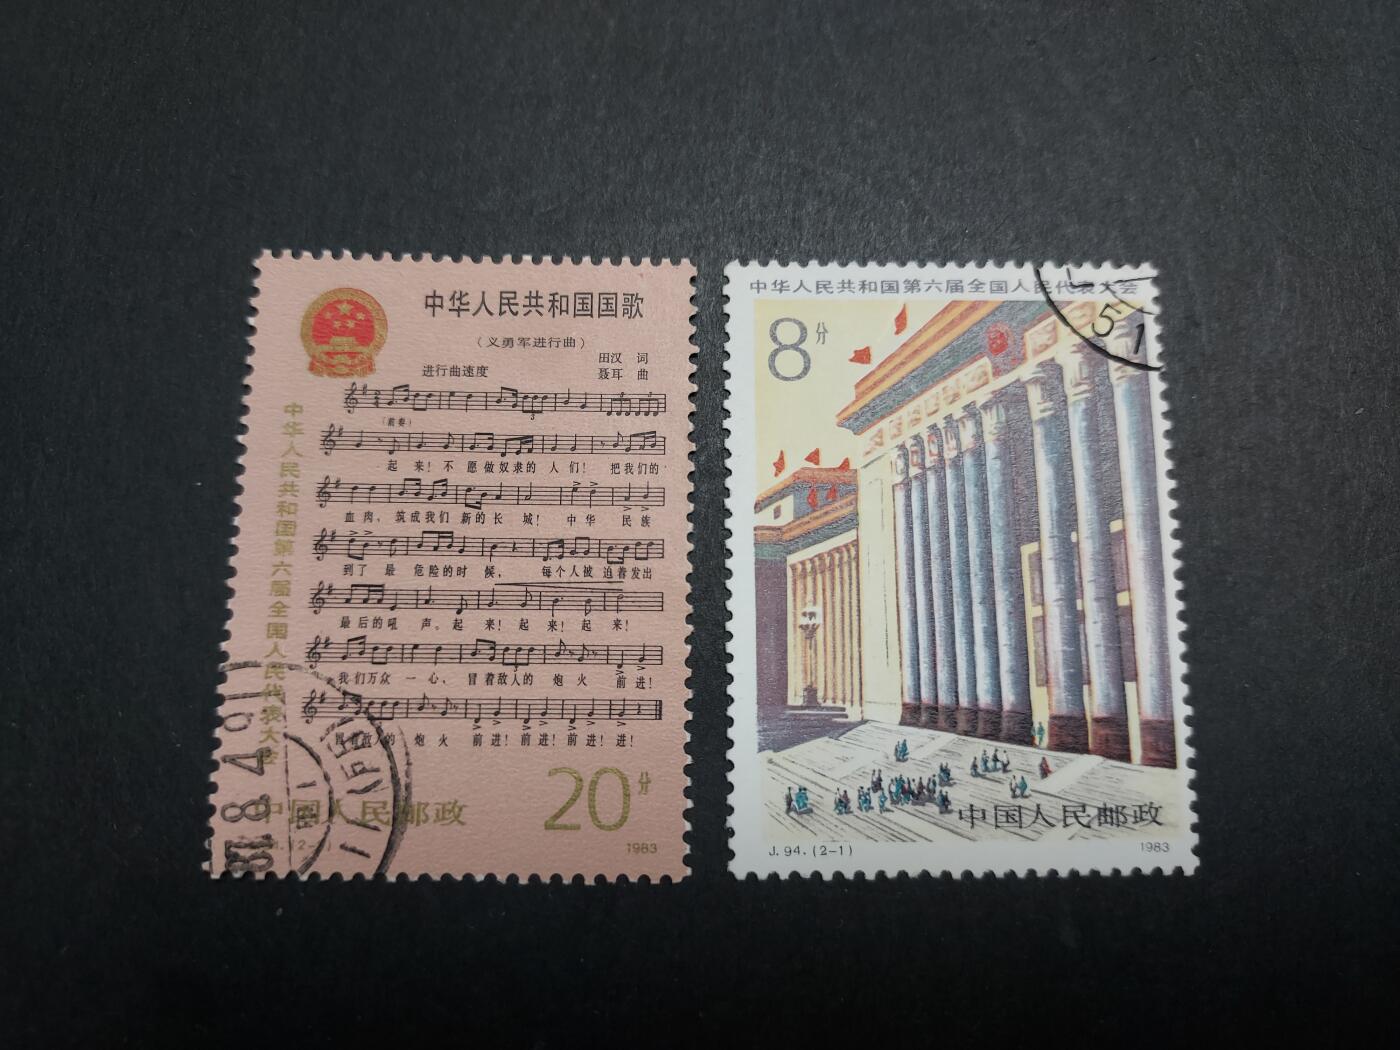 中华人民共和国国歌
（义勇军进行曲）
田汉 词
进行曲速度 聂耳 曲
（前奏）
起 来！不 愿 做 奴 隶 的 人 们！ 把 我 们 的
血 肉， 筑 成 我 们 新 的 长 城！ 中 华 民 族
到 了 最 危 险 的 时 候， 每 个 人 被 迫 着 发 出
最 后 的 吼 声。 起 来！ 起 来！ 起 来！
我 们 万 众 一 心， 冒 着 敌 人 的 炮 火 前 进！
冒 着 敌 人 的 炮 火 前 进！ 前 进！ 前 进！ 进！
中华人民共和国第六届全国人民代表大会
20分
中国人民邮政
1983
中华人民共和国第六届全国人民代表大会
8分
51
中国人民邮政
J.94.(2-1) 1983